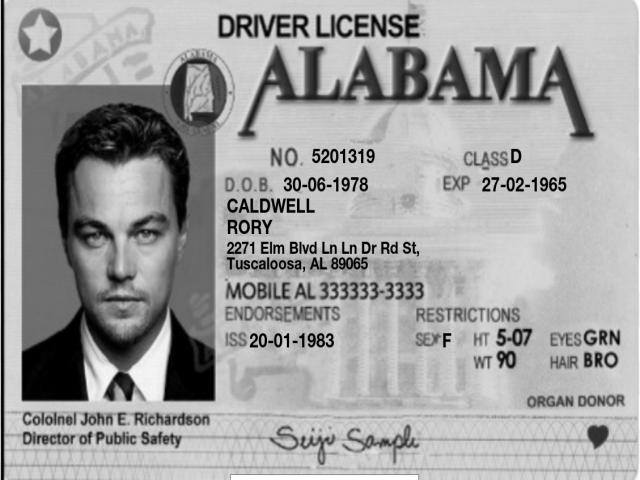 DRIVER LICENSE
ALABAMA
ALABAMA
NO. 5201319 CLASS D
D.O.B. 30-06-1978 EXP 27-02-1965
CALDWELL
RORY
2271 Elm Blvd Ln Ln Dr Rd St,
Tuscaloosa, AL 89065
MOBILE AL 333333-3333
ENDORSEMENTS RESTRICTIONS
ISS 20-01-1983 SEX F HT 5-07 EYES GRN
WT 90 HAIR BRO
ORGAN DONOR
Cololnel John E. Richardson
Director of Public Safety
Seiji Sample